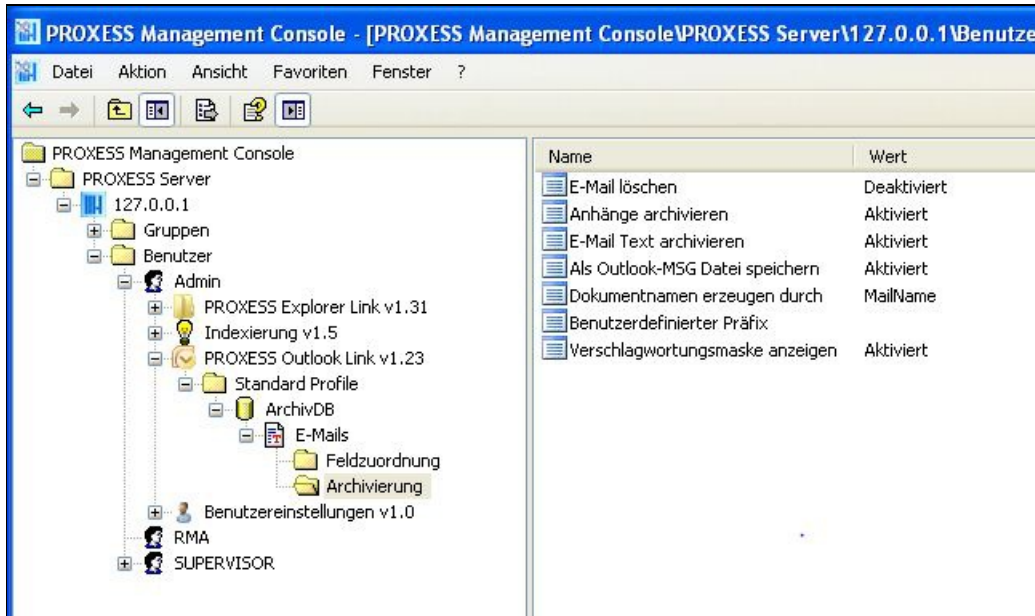 PROXESS Management Console - [PROXESS Management Console\PROXESS Server\127.0.0.1\Benutze
Datei Aktion Ansicht Favoriten Fenster ?
PROXESS Management Console
PROXESS Server
127.0.0.1
Gruppen
Benutzer
Admin
PROXESS Explorer Link v1.31
Indexierung v1.5
PROXESS Outlook Link v1.23
Standard Profile
ArchivDB
E-Mails
Feldzuordnung
Archivierung
Benutzereinstellungen v1.0
RMA
SUPERVISOR
Name Wert
E-Mail löschen Deaktiviert
Anhänge archivieren Aktiviert
E-Mail Text archivieren Aktiviert
Als Outlook-MSG Datei speichern Aktiviert
Dokumentnamen erzeugen durch MailName
Benutzerdefinierter Präfix
Verschlagwortungsmaske anzeigen Aktiviert